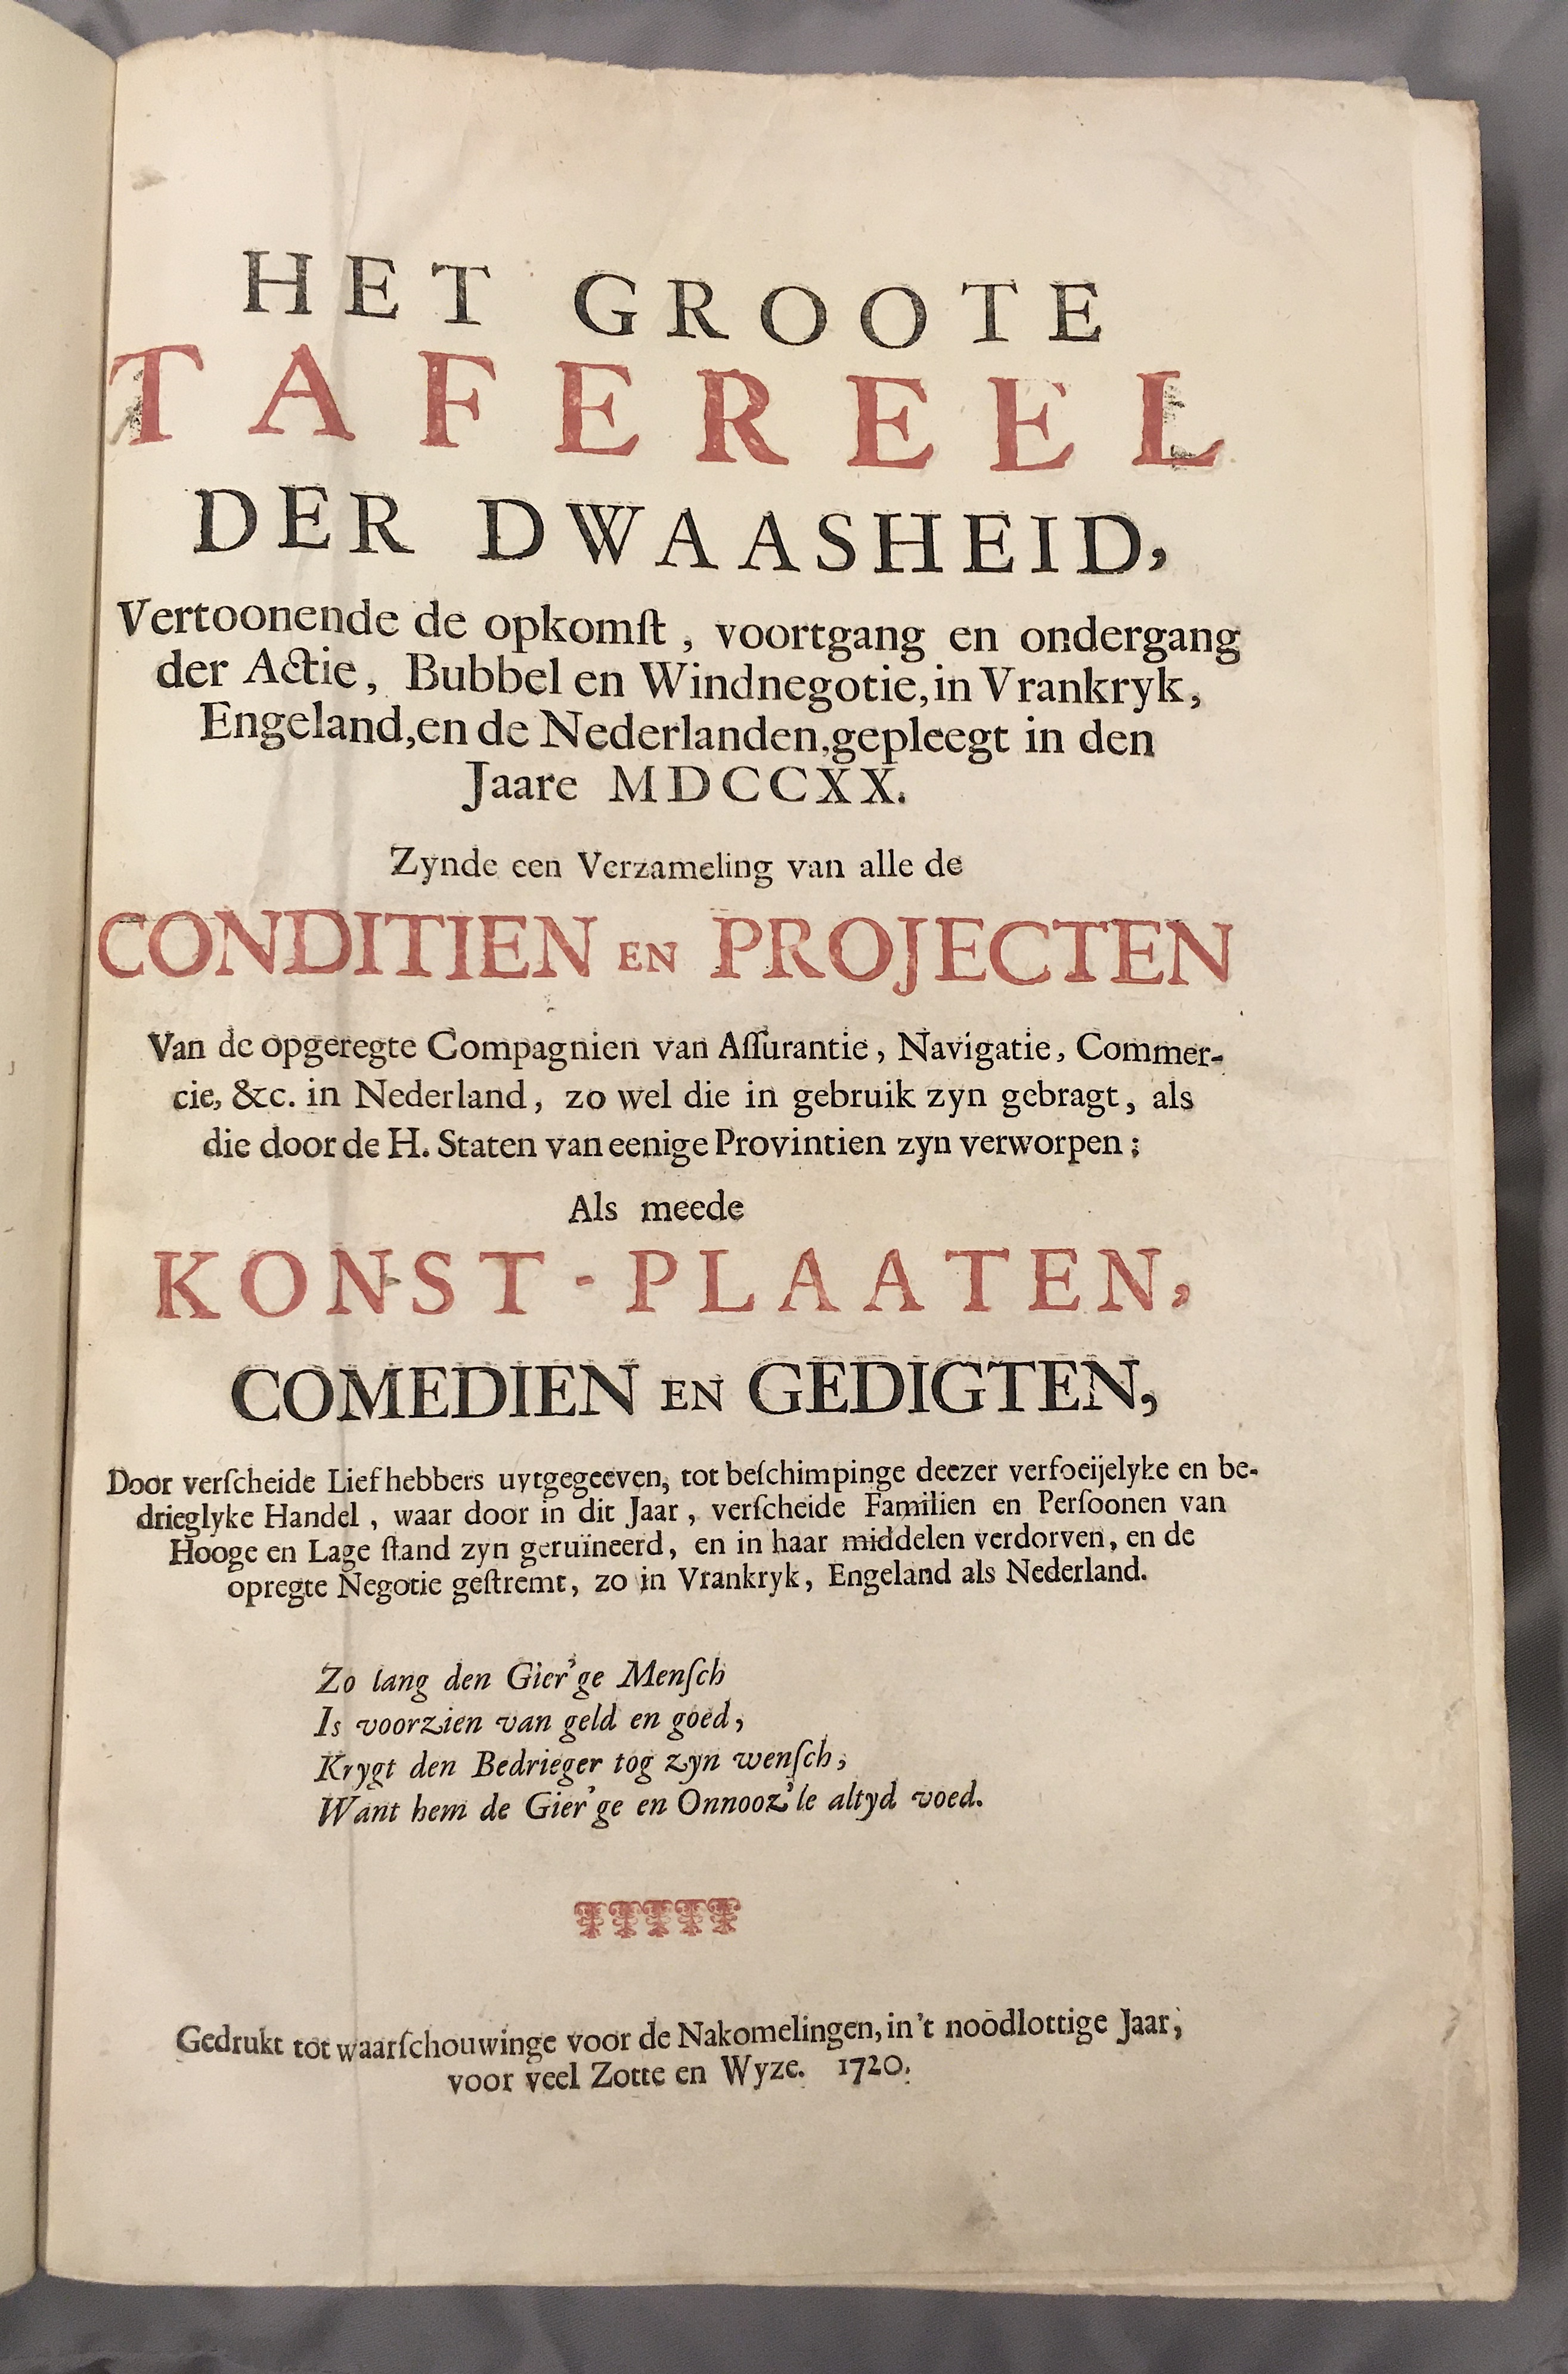 HET GROOTE
TAFEREEL
DER DWAASHEID,
Vertoonende de opkomſt, voortgang en ondergang
der Actie, Bubbel en Windnegotie, in Vrankryk,
Engeland, en de Nederlanden, gepleegt in den
Jaare MDCCXX.
Zynde een Verzameling van alle de
CONDITIEN EN PROJECTEN
Van de opgeregte Compagnien van Aſſurantie, Navigatie, Commer-
cie, &c. in Nederland, zo wel die in gebruik zyn gebragt, als
die door de H. Staten van eenige Provintien zyn verworpen;
Als meede
KONST-PLAATEN,
COMEDIEN EN GEDIGTEN,
Door verſcheide Liefhebbers uytgegeeven, tot beſchimpinge deezer verfoeijelyke en be-
drieglyke Handel, waar door in dit Jaar, verſcheide Familien en Perſoonen van
Hooge en Lage ſtand zyn geruïneerd, en in haar middelen verdorven, en de
opregte Negotie geſtremt, zo in Vrankryk, Engeland als Nederland.
Zo lang den Gier'ge Menſch
Is voorzien van geld en goed,
Krygt den Bedrieger tog zyn wenſch;
Want hem de Gier'ge en Onnooz'le altyd voed.
Gedrukt tot waarſchouwinge voor de Nakomelingen, in 't noodlottige Jaar,
voor veel Zotte en Wyze. 1720.